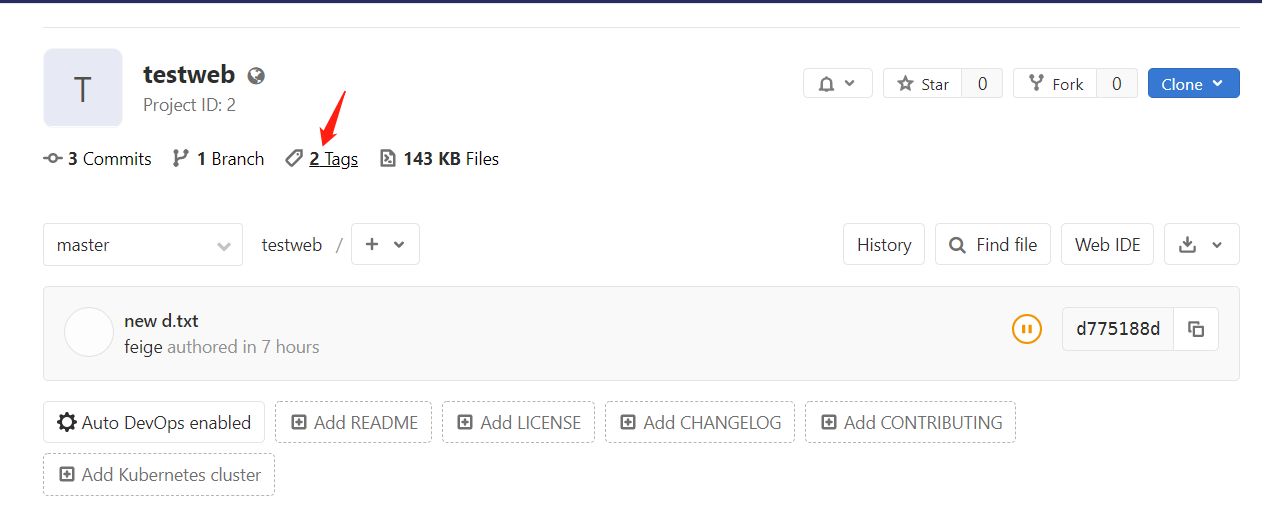 T
testweb
Project ID: 2
Star 0
Fork 0
Clone
3 Commits 1 Branch 2 Tags 143 KB Files
master testweb / +
History Find file Web IDE
new d.txt
feige authored in 7 hours
d775188d
Auto DevOps enabled Add README Add LICENSE Add CHANGELOG Add CONTRIBUTING
Add Kubernetes cluster